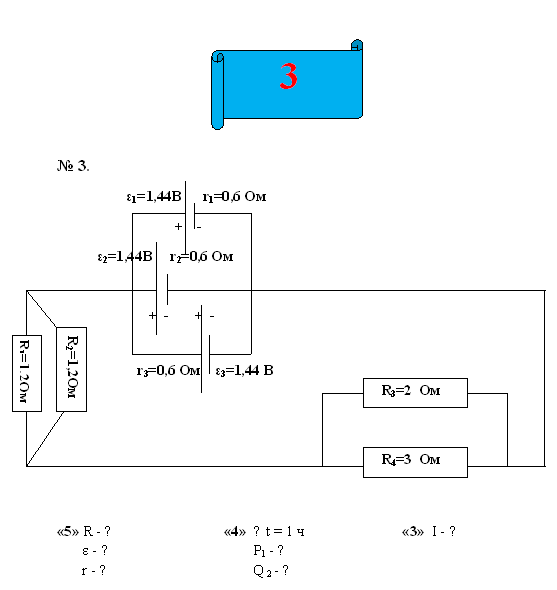 3
№ 3.
ε₁=1,44В r₁=0,6 Ом
+ -
ε₂=1,44В r₂=0,6 Ом
+ - + -
r₃=0,6 Ом ε₃=1,44 В
R₁=1,2Ом
R₂=1,2Ом
R₃=2 Ом
R₄=3 Ом
«5» R - ? «4» ? t = 1 ч «3» I - ?
ε - ? P₁ - ?
r - ? Q ₂ - ?